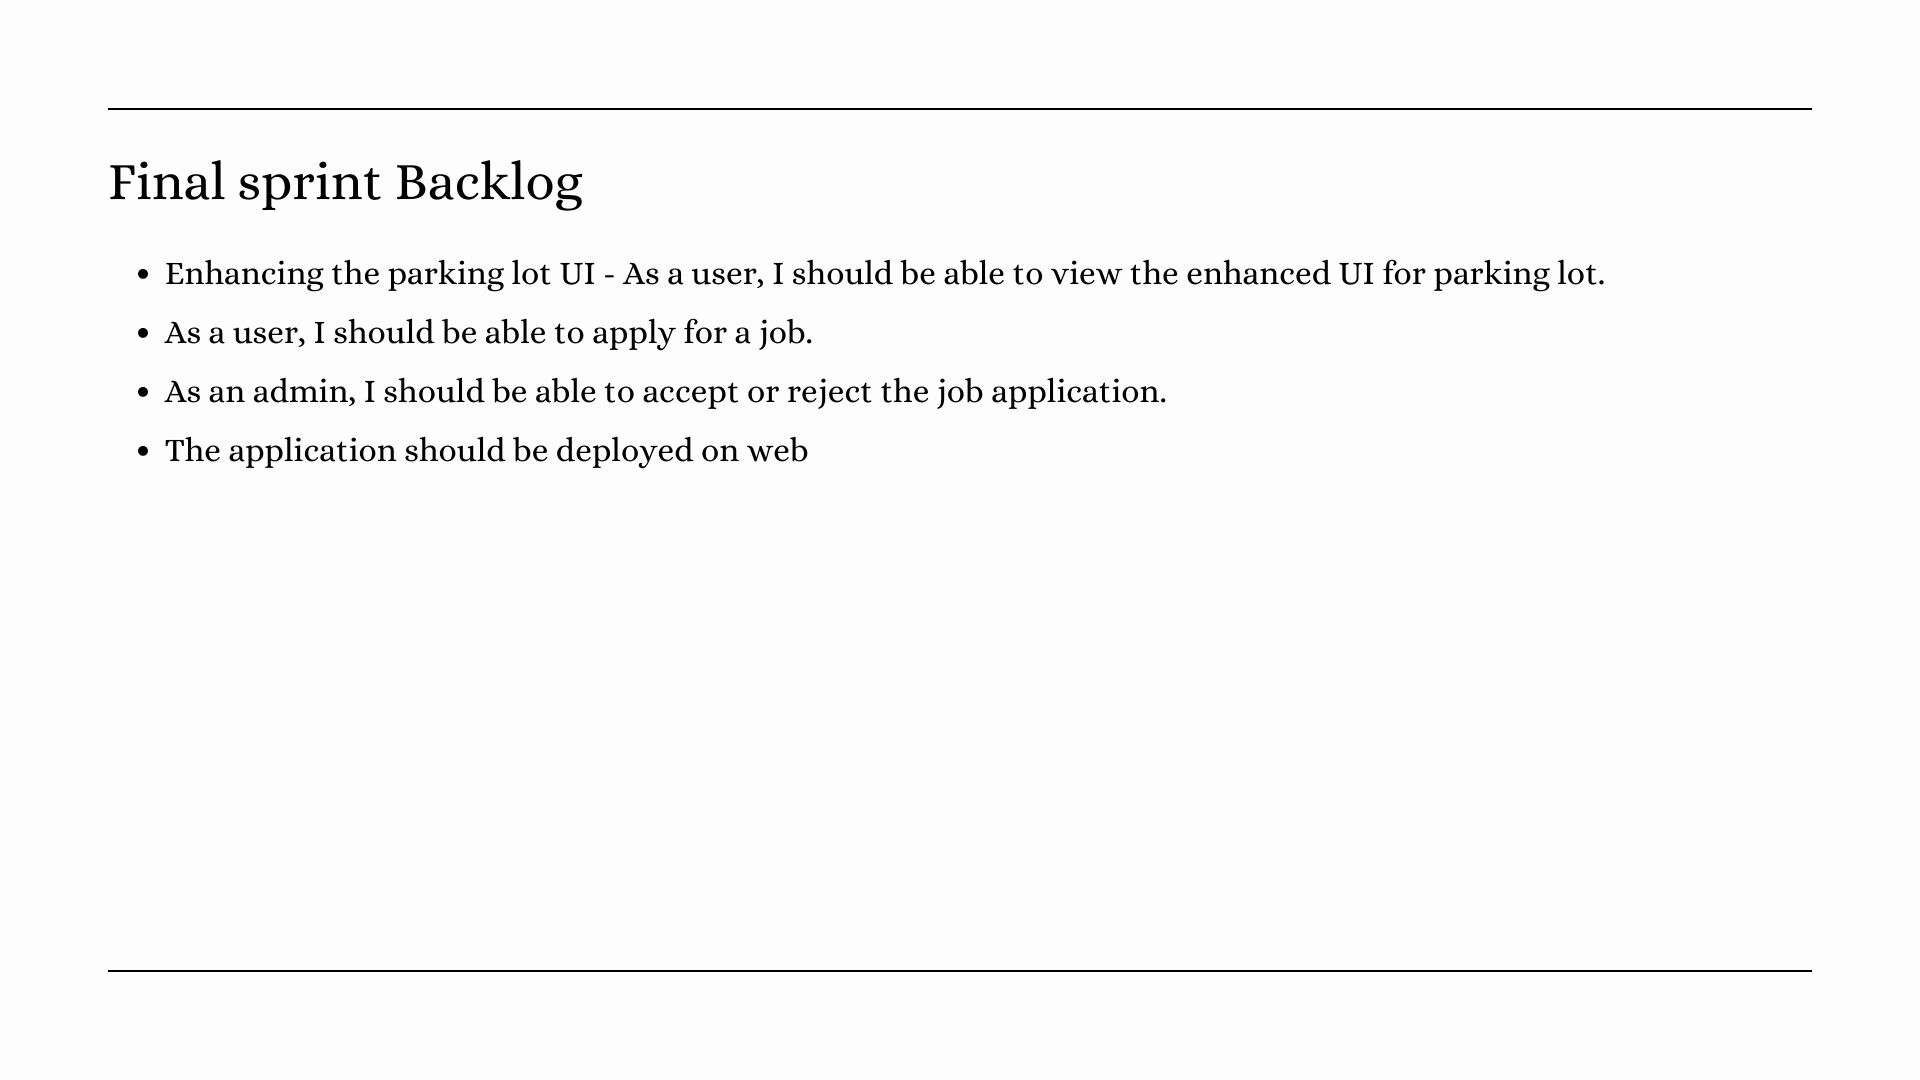 Final sprint Backlog
• Enhancing the parking lot UI - As a user, I should be able to view the enhanced UI for parking lot.
• As a user, I should be able to apply for a job.
• As an admin, I should be able to accept or reject the job application.
• The application should be deployed on web